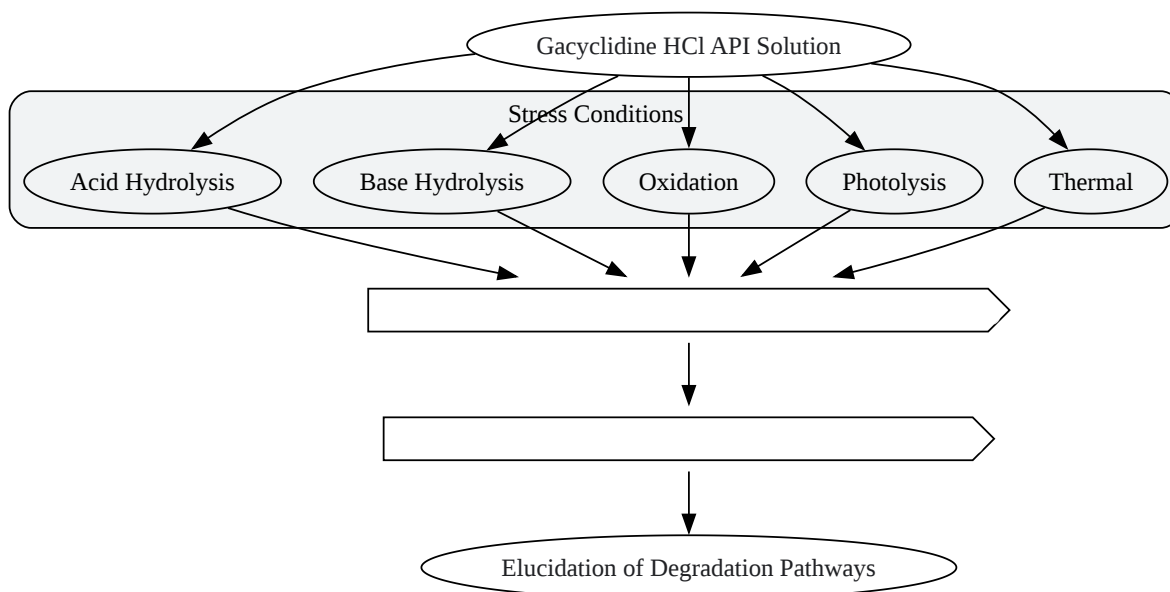 Gacyclidine HCl API Solution
Stress Conditions
Acid Hydrolysis
Base Hydrolysis
Oxidation
Photolysis
Thermal
Elucidation of Degradation Pathways